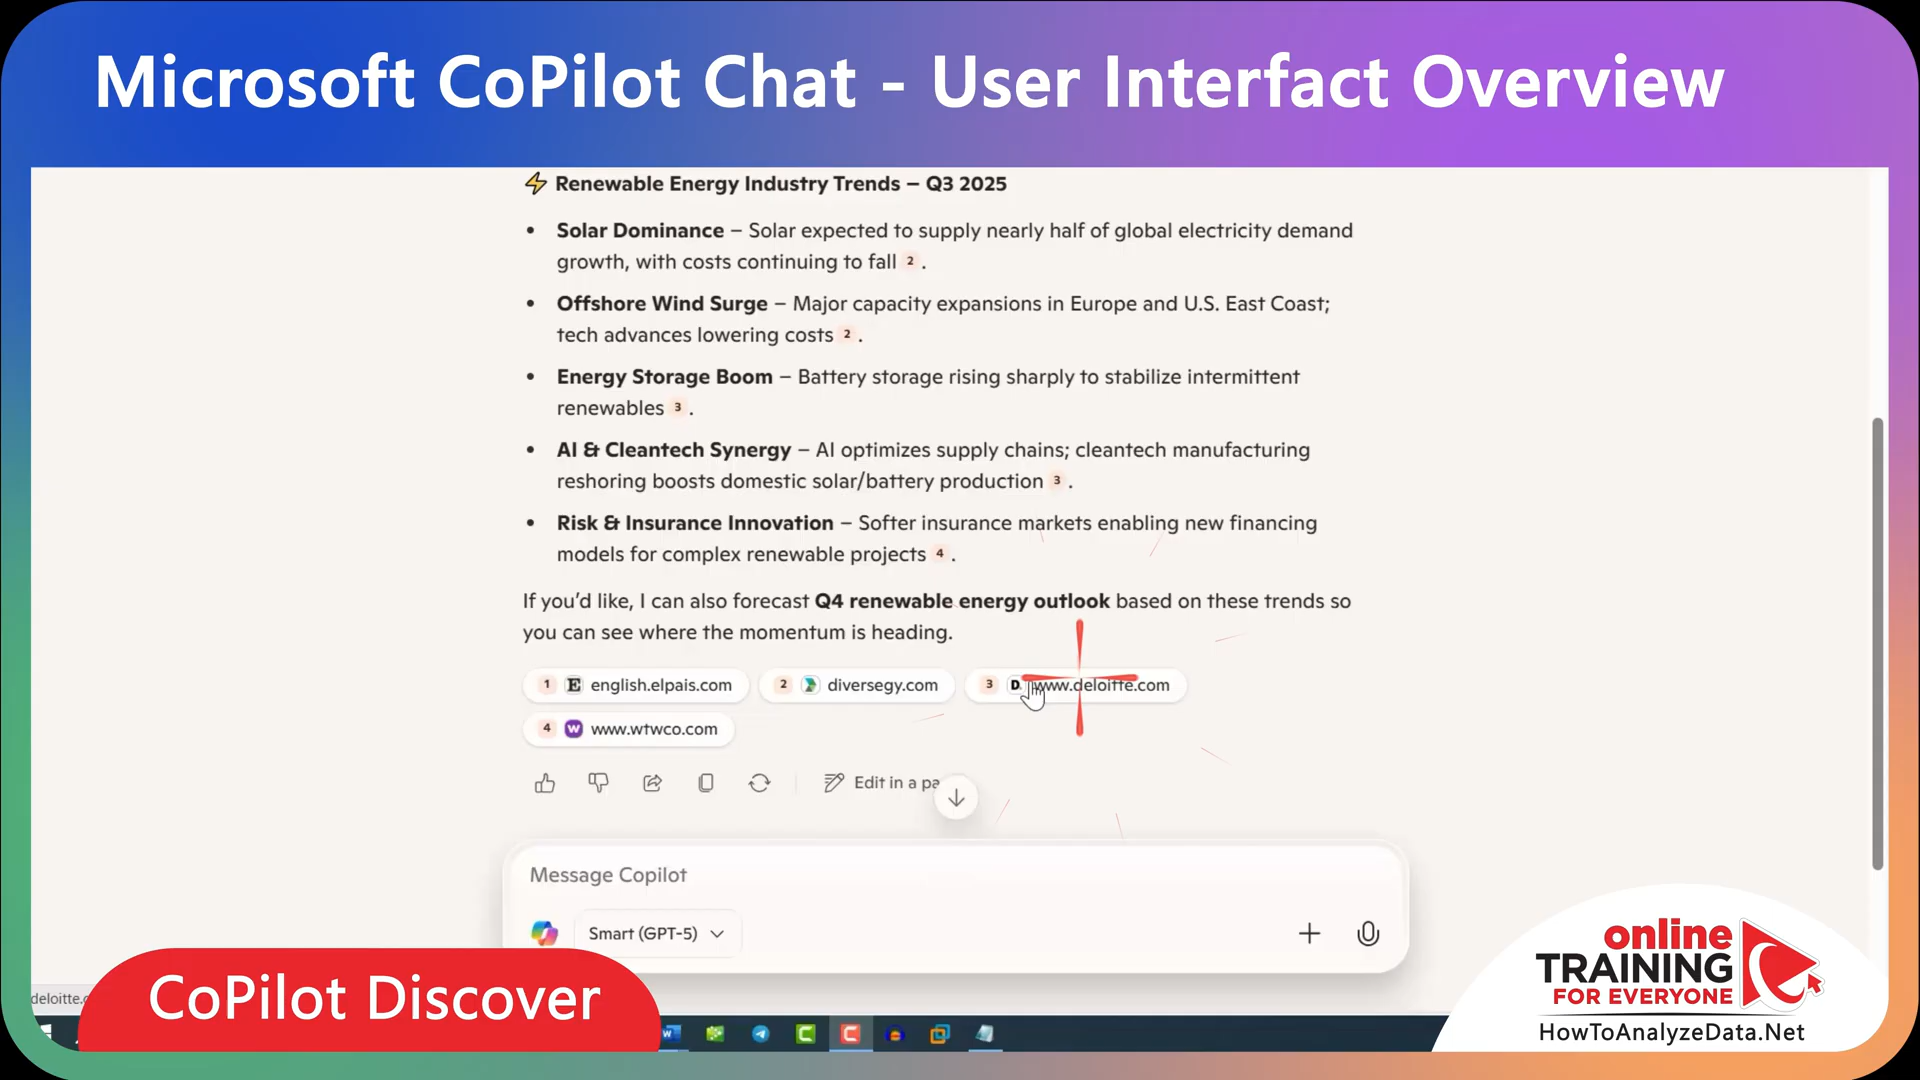 Microsoft CoPilot Chat - User Interfact Overview
⚡ Renewable Energy Industry Trends – Q3 2025
• Solar Dominance – Solar expected to supply nearly half of global electricity demand
growth, with costs continuing to fall 2 .
• Offshore Wind Surge – Major capacity expansions in Europe and U.S. East Coast;
tech advances lowering costs 2 .
• Energy Storage Boom – Battery storage rising sharply to stabilize intermittent
renewables 3 .
• AI & Cleantech Synergy – AI optimizes supply chains; cleantech manufacturing
reshoring boosts domestic solar/battery production 3 .
• Risk & Insurance Innovation – Softer insurance markets enabling new financing
models for complex renewable projects 4 .
If you'd like, I can also forecast Q4 renewable energy outlook based on these trends so
you can see where the momentum is heading.
1 E english.elpais.com 2 diversegy.com 3 D. www.deloitte.com
4 W www.wtwco.com
Edit in a pa
Message Copilot
Smart (GPT-5)
deloitte.c
CoPilot Discover
online
TRAINING
FOR EVERYONE
HowToAnalyzeData.Net